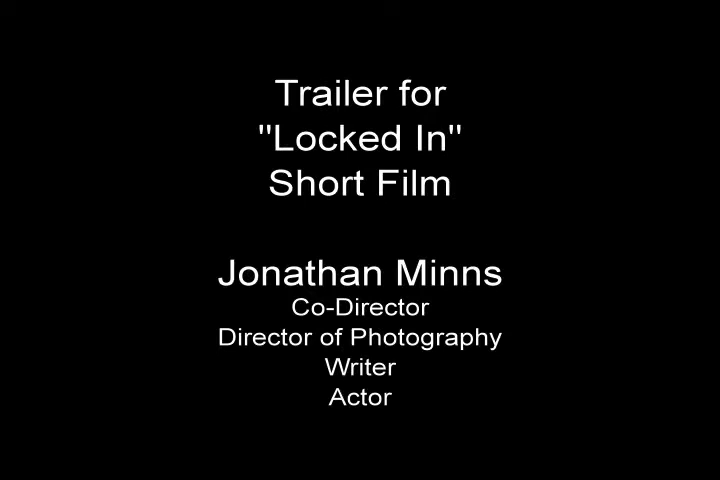 Trailer for
"Locked In"
Short Film
Jonathan Minns
Co-Director
Director of Photography
Writer
Actor